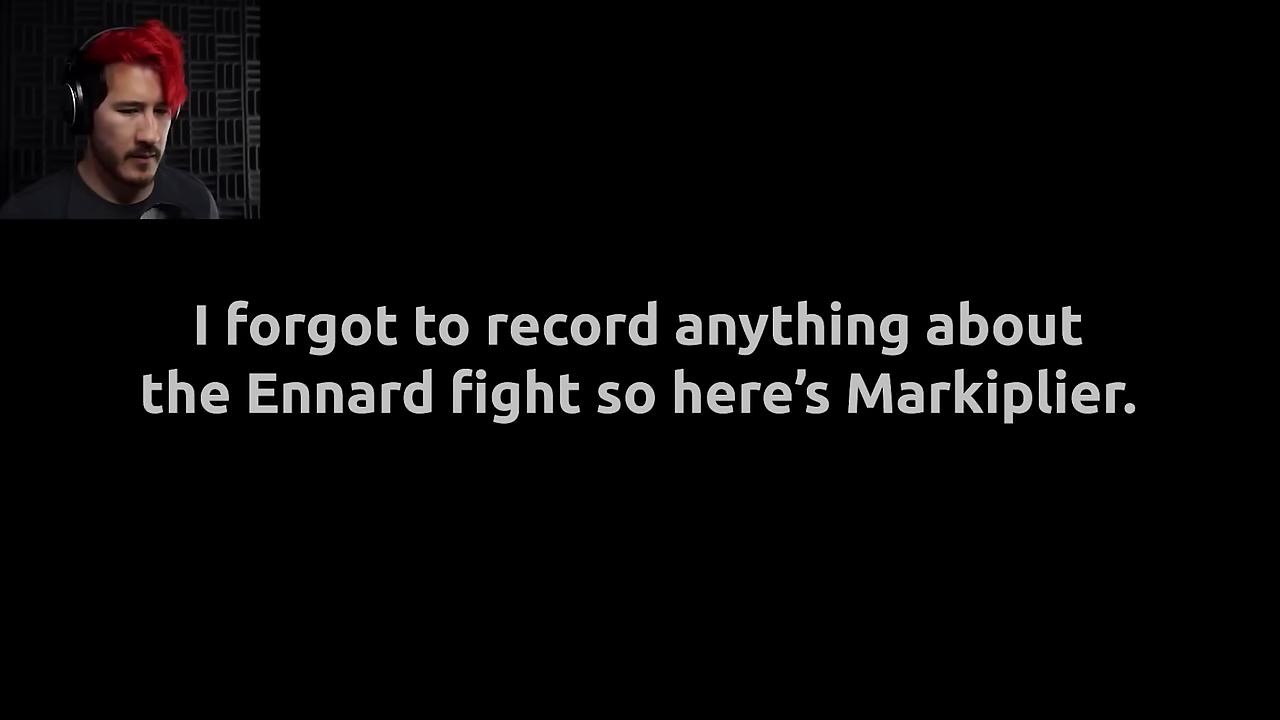 I forgot to record anything about
the Ennard fight so here’s Markiplier.